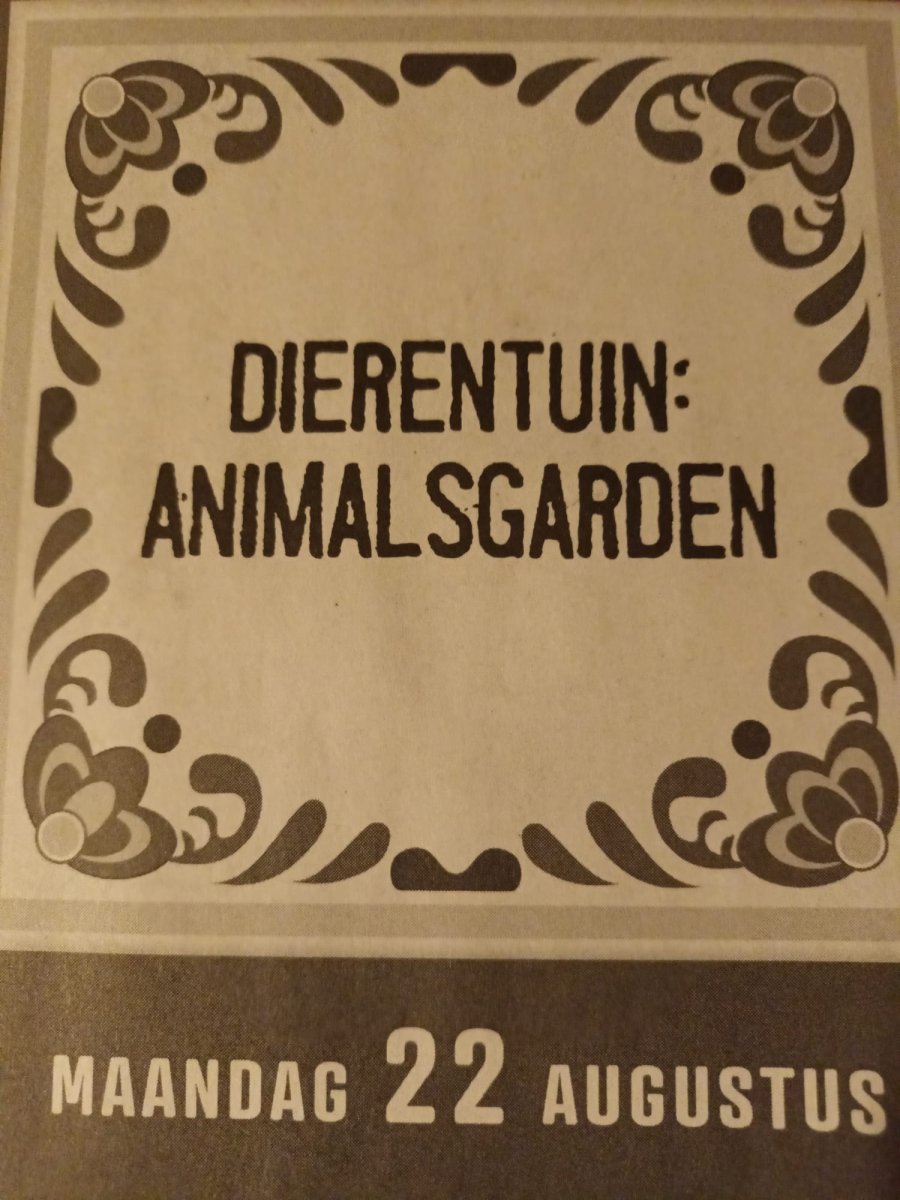 DIERENTUIN:
ANIMALSGARDEN
MAANDAG 22 AUGUSTUS